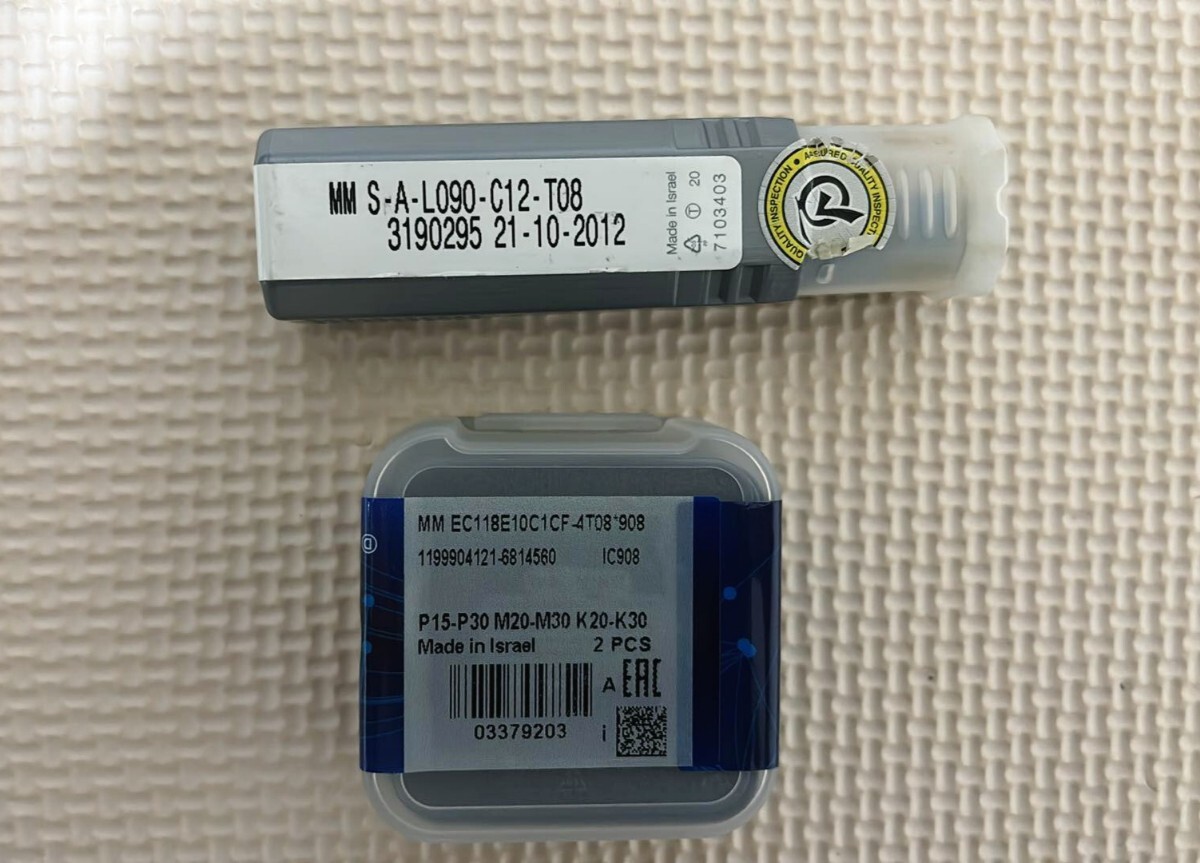 MM S-A-L090-C12-T08
3190295 21-10-2012
Made in Israel
T 20
7103403
ASSURED QUALITY INSPECTION
QUALITY INSPECT
MM EC118E10C1CF-4T08*908
1199904121-6814560 IC908
P15-P30 M20-M30 K20-K30
Made in Israel 2 PCS
A EAC
03379203 i